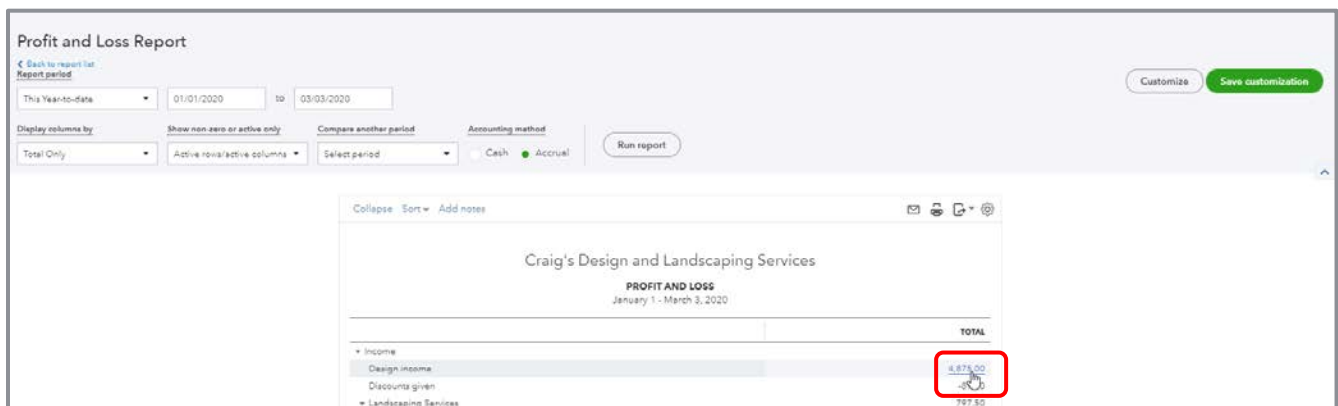 Profit and Loss Report
Back to report list
Report period
This Year-to-date 01/01/2020 to 03/03/2020
Customize Save customization
Display columns by Show non-zero or active only Compare another period Accounting method
Total Only Active rows/active columns Select period Cash Accrual Run report
Collapse Sort Add notes
Craig's Design and Landscaping Services
PROFIT AND LOSS
January 1 - March 3, 2020
TOTAL
Income
Design income 4,875.00
Discounts given
Landscaping Services 797.50